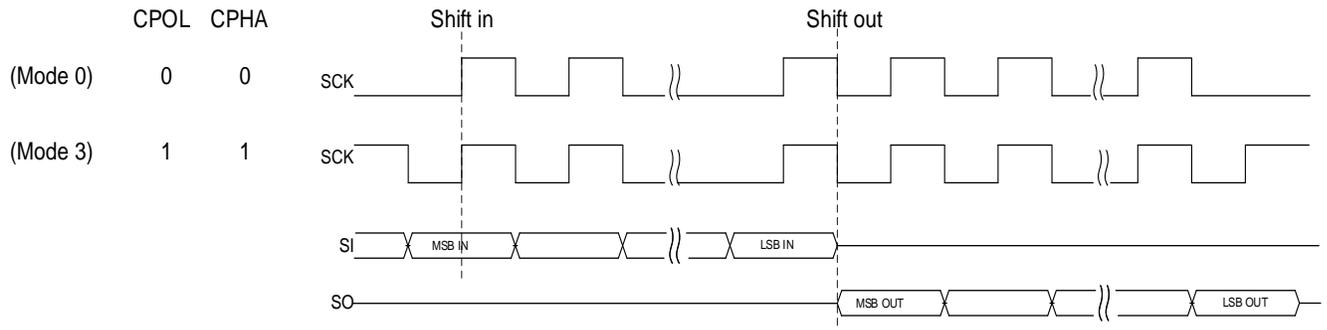 CPOL CPHA Shift in Shift out
(Mode 0) 0 0 SCK
(Mode 3) 1 1 SCK
SI MSB IN LSB IN
SO MSB OUT LSB OUT